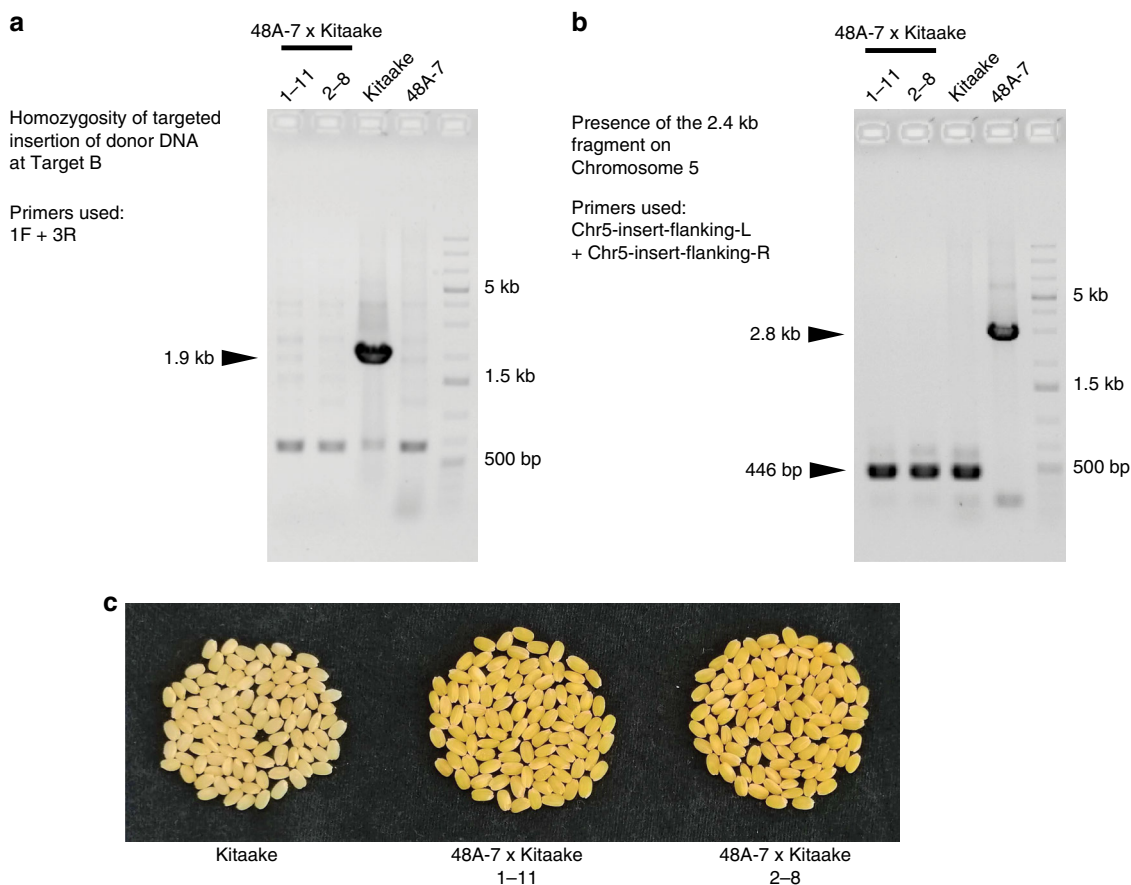 a
48A-7 x Kitaake
1–11
2–8
Kitaake
48A-7
Homozygosity of targeted
insertion of donor DNA
at Target B
Primers used:
1F + 3R
5 kb
1.9 kb
1.5 kb
500 bp
b
48A-7 x Kitaake
1–11
2–8
Kitaake
48A-7
Presence of the 2.4 kb
fragment on
Chromosome 5
Primers used:
Chr5-insert-flanking-L
+ Chr5-insert-flanking-R
5 kb
2.8 kb
1.5 kb
446 bp
500 bp
c
Kitaake
48A-7 x Kitaake
1–11
48A-7 x Kitaake
2–8